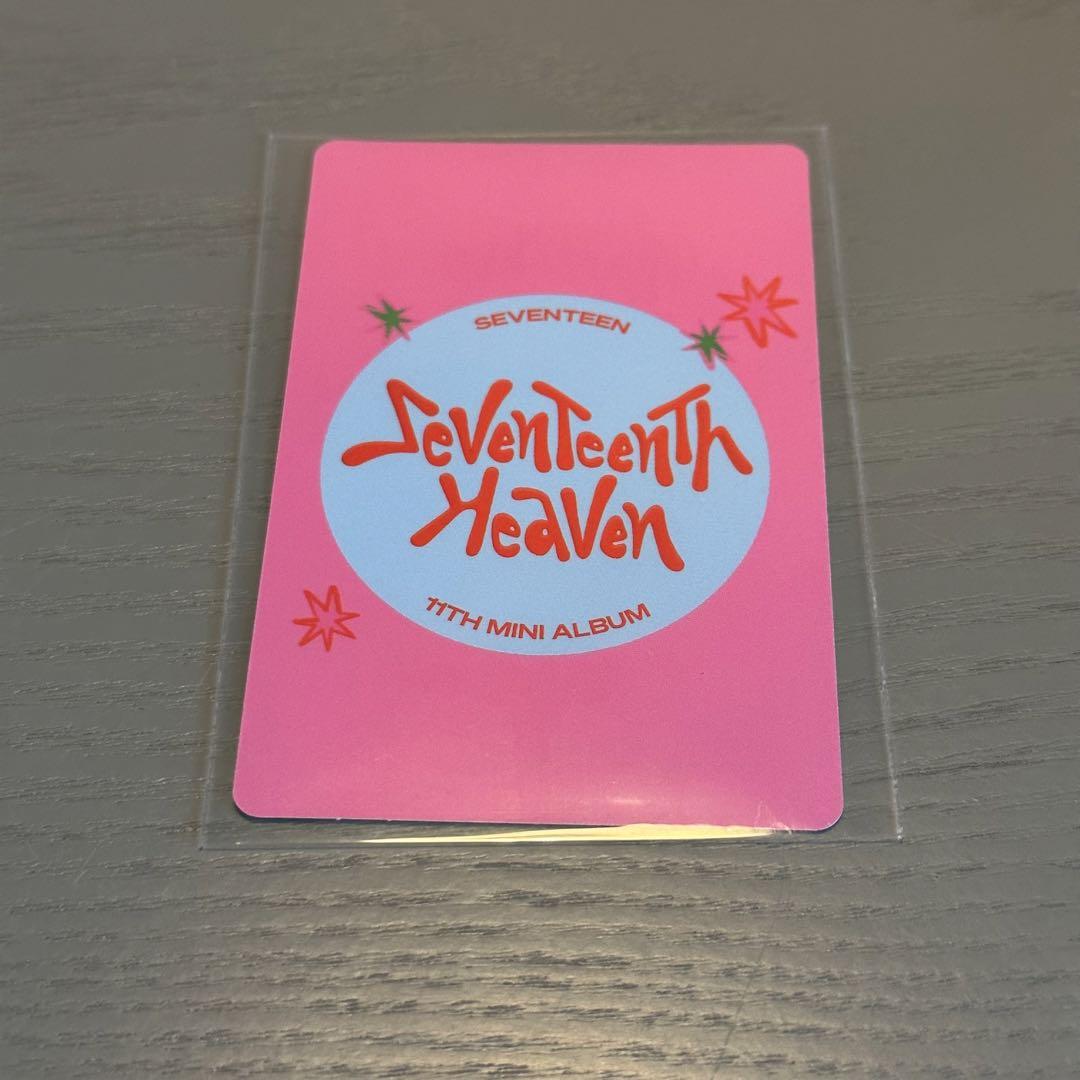 SEVENTEEN
SevenTeenTh
Heaven
11TH MINI ALBUM